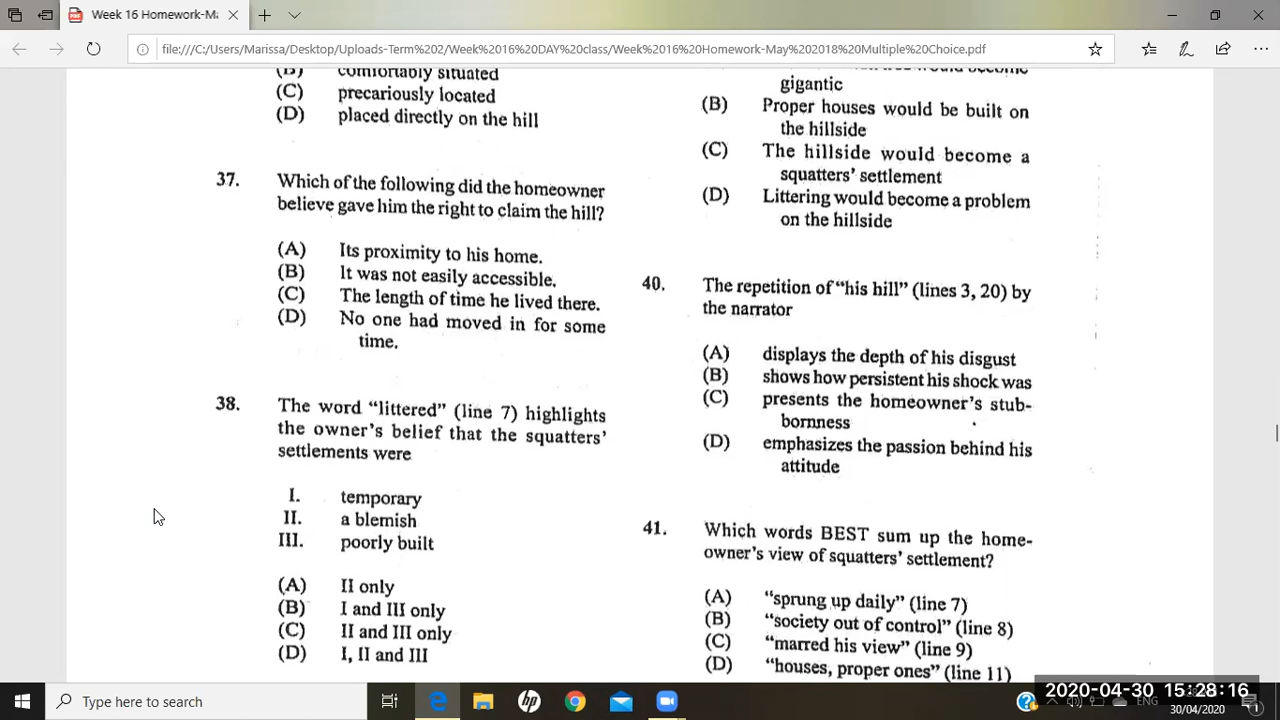 Week 16 Homework-Ma
file:///C:/Users/Marissa/Desktop/Uploads-Term%202/Week%2016%20DAY%20class/Week%2016%20Homework-May%202018%20Multiple%20Choice.pdf
(B) comfortably situated
(C) precariously located
(D) placed directly on the hill
37. Which of the following did the homeowner
believe gave him the right to claim the hill?
(A) Its proximity to his home.
(B) It was not easily accessible.
(C) The length of time he lived there.
(D) No one had moved in for some
time.
38. The word “littered” (line 7) highlights
the owner’s belief that the squatters’
settlements were
I. temporary
II. a blemish
III. poorly built
(A) II only
(B) I and III only
(C) II and III only
(D) I, II and III
would become
gigantic
(B) Proper houses would be built on
the hillside
(C) The hillside would become a
squatters’ settlement
(D) Littering would become a problem
on the hillside
40. The repetition of “his hill” (lines 3, 20) by
the narrator
(A) displays the depth of his disgust
(B) shows how persistent his shock was
(C) presents the homeowner’s stub-
bornness
(D) emphasizes the passion behind his
attitude
41. Which words BEST sum up the home-
owner’s view of squatters’ settlement?
(A) “sprung up daily” (line 7)
(B) “society out of control” (line 8)
(C) “marred his view” (line 9)
(D) “houses, proper ones” (line 11)
Type here to search
2020-04-30 15:28:16
ENG
30/04/2020